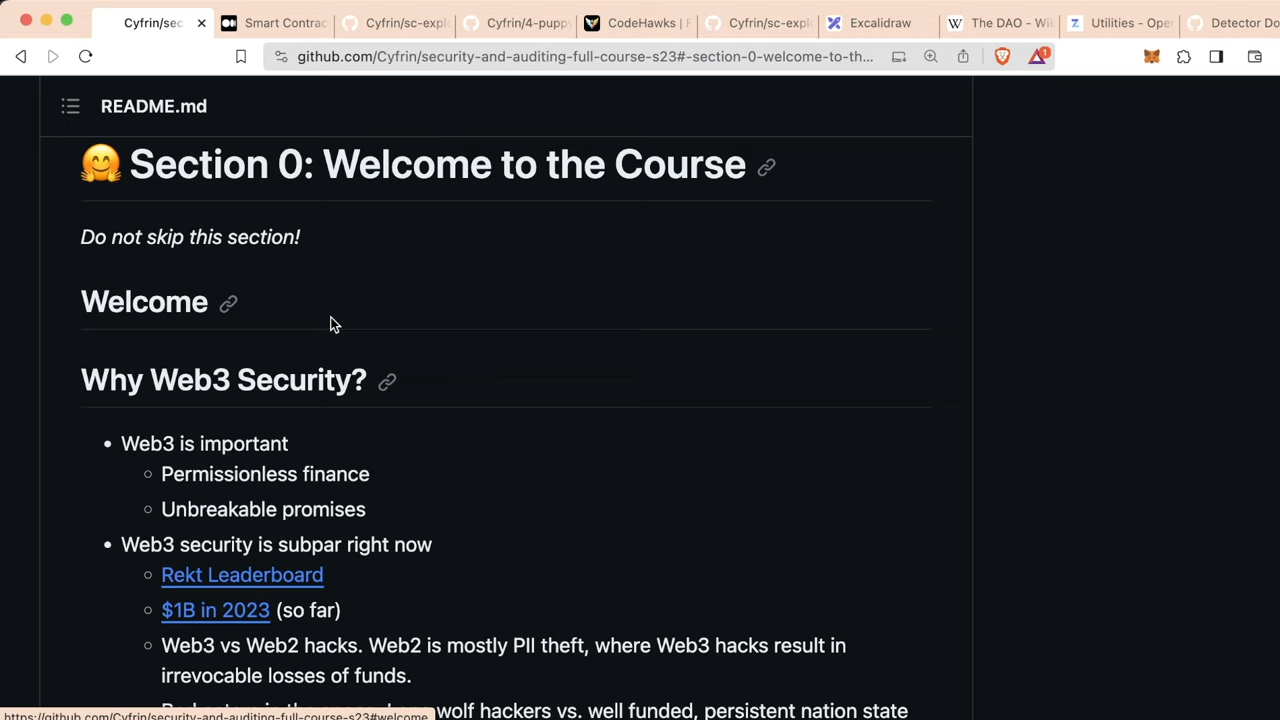 Cyfrin/sec
Smart Contrac
Cyfrin/sc-expl
Cyfrin/4-puppy
CodeHawks | F
Cyfrin/sc-expl
Excalidraw
The DAO - Wik
Utilities - Ope
Detector Do
github.com/Cyfrin/security-and-auditing-full-course-s23#-section-0-welcome-to-th...
1
README.md
🤗 Section 0: Welcome to the Course
Do not skip this section!
Welcome
Why Web3 Security?
• Web3 is important
◦ Permissionless finance
◦ Unbreakable promises
• Web3 security is subpar right now
◦ Rekt Leaderboard
◦ $1B in 2023 (so far)
◦ Web3 vs Web2 hacks. Web2 is mostly PII theft, where Web3 hacks result in
irrevocable losses of funds.
wolf hackers vs. well funded, persistent nation state
https://github.com/Cyfrin/security-and-auditing-full-course-s23#welcome